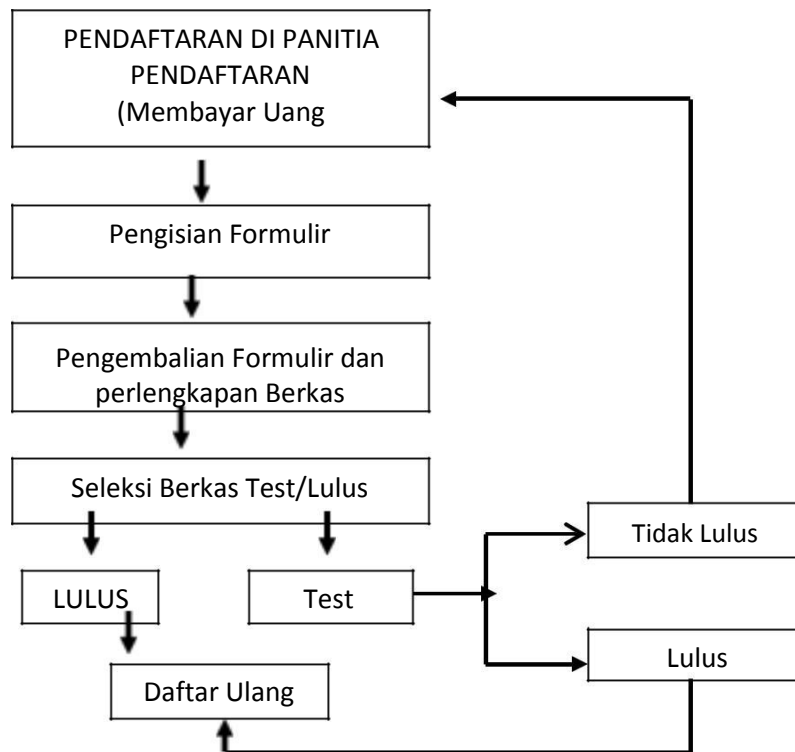 PENDAFTARAN DI PANITIA
PENDAFTARAN
(Membayar Uang
Pengisian Formulir
Pengembalian Formulir dan
perlengkapan Berkas
Seleksi Berkas Test/Lulus
Tidak Lulus
LULUS
Test
Lulus
Daftar Ulang